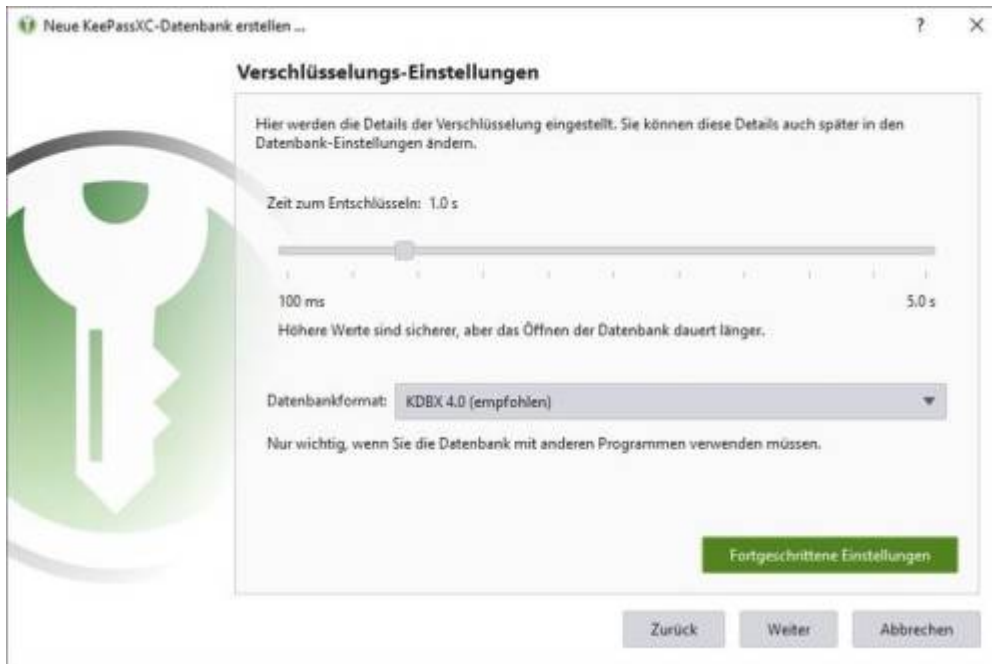 Neue KeePassXC-Datenbank erstellen ...
?
Verschlüsselungs-Einstellungen
Hier werden die Details der Verschlüsselung eingestellt. Sie können diese Details auch später in den
Datenbank-Einstellungen ändern.
Zeit zum Entschlüsseln: 1.0 s
100 ms 5.0 s
Höhere Werte sind sicherer, aber das Öffnen der Datenbank dauert länger.
Datenbankformat: KDBX 4.0 (empfohlen)
Nur wichtig, wenn Sie die Datenbank mit anderen Programmen verwenden müssen.
Fortgeschrittene Einstellungen
Zurück Weiter Abbrechen